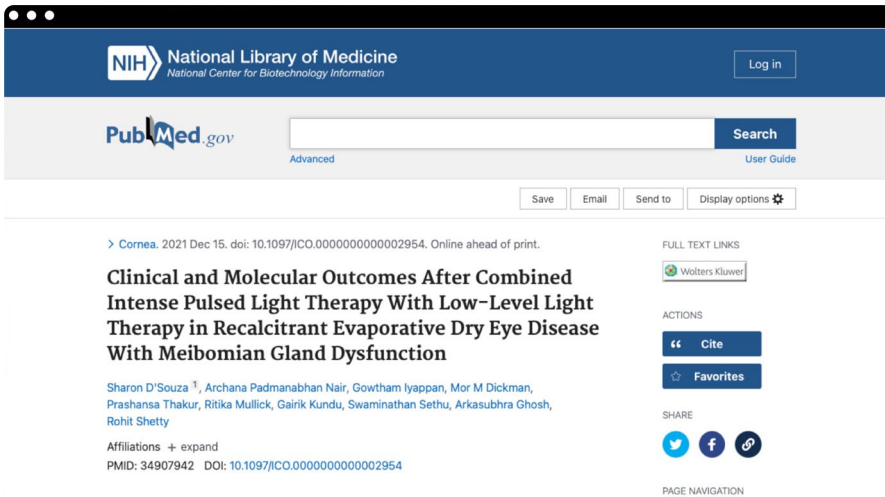 NIH National Library of Medicine
National Center for Biotechnology Information
Log in
PubMed.gov
Search
Advanced
User Guide
Save Email Send to Display options
Cornea. 2021 Dec 15. doi: 10.1097/ICO.0000000000002954. Online ahead of print.
Clinical and Molecular Outcomes After Combined
Intense Pulsed Light Therapy With Low-Level Light
Therapy in Recalcitrant Evaporative Dry Eye Disease
With Meibomian Gland Dysfunction
Sharon D'Souza 1, Archana Padmanabhan Nair, Gowtham Iyappan, Mor M Dickman,
Prashansa Thakur, Ritika Mullick, Gairik Kundu, Swaminathan Sethu, Arkasubhra Ghosh,
Rohit Shetty
Affiliations + expand
PMID: 34907942 DOI: 10.1097/ICO.0000000000002954
FULL TEXT LINKS
Wolters Kluwer
ACTIONS
Cite
Favorites
SHARE
PAGE NAVIGATION